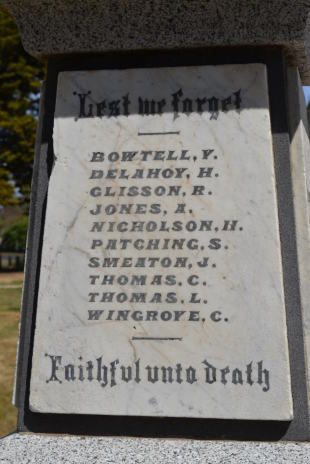 Lest we forget
BOWTELL, V.
DELAHOY, H.
GLISSON, R.
JONES, A.
NICHOLSON, H.
PATCHING, S.
SMEATON, J.
THOMAS, C.
THOMAS, L.
WINGROVE, C.
Faithful unto death